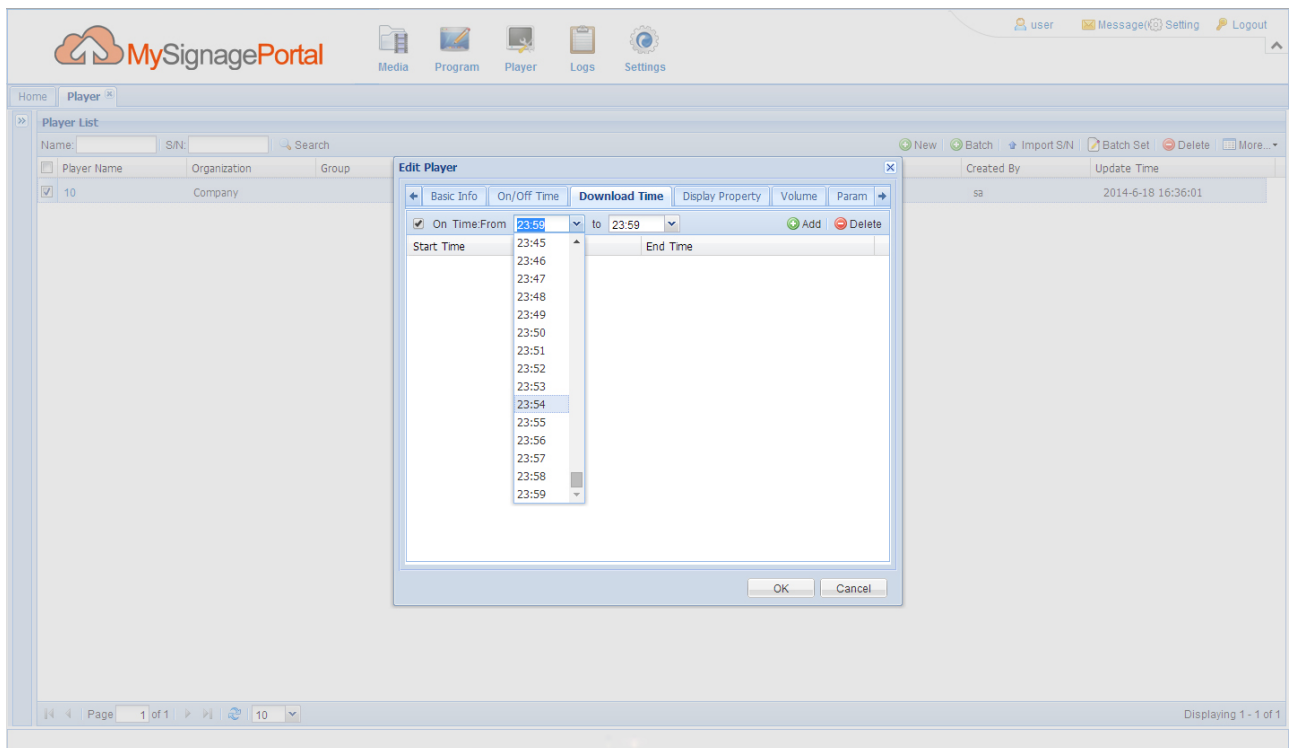 user Message( Setting Logout
MySignagePortal
Media Program Player Logs Settings
Home Player
Player List
Name: S/N: Search New Batch Import S/N Batch Set Delete More...
Player Name Organization Group Created By Update Time
10 Company sa 2014-6-18 16:36:01
Edit Player
Basic Info On/Off Time Download Time Display Property Volume Param
On Time:From 23:59 to 23:59 Add Delete
Start Time End Time
23:45
23:46
23:47
23:48
23:49
23:50
23:51
23:52
23:53
23:54
23:55
23:56
23:57
23:58
23:59
OK Cancel
Page 1 of 1 10 Displaying 1 - 1 of 1